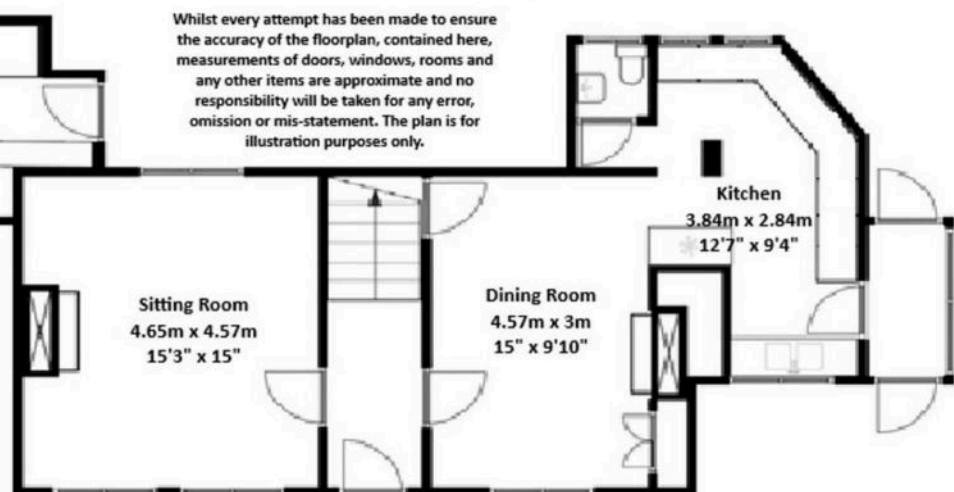 Whilst every attempt has been made to ensure
the accuracy of the floorplan, contained here,
measurements of doors, windows, rooms and
any other items are approximate and no
responsibility will be taken for any error,
omission or mis-statement. The plan is for
illustration purposes only.
Kitchen
3.84m x 2.84m
12'7" x 9'4"
Sitting Room
4.65m x 4.57m
15'3" x 15"
Dining Room
4.57m x 3m
15" x 9'10"